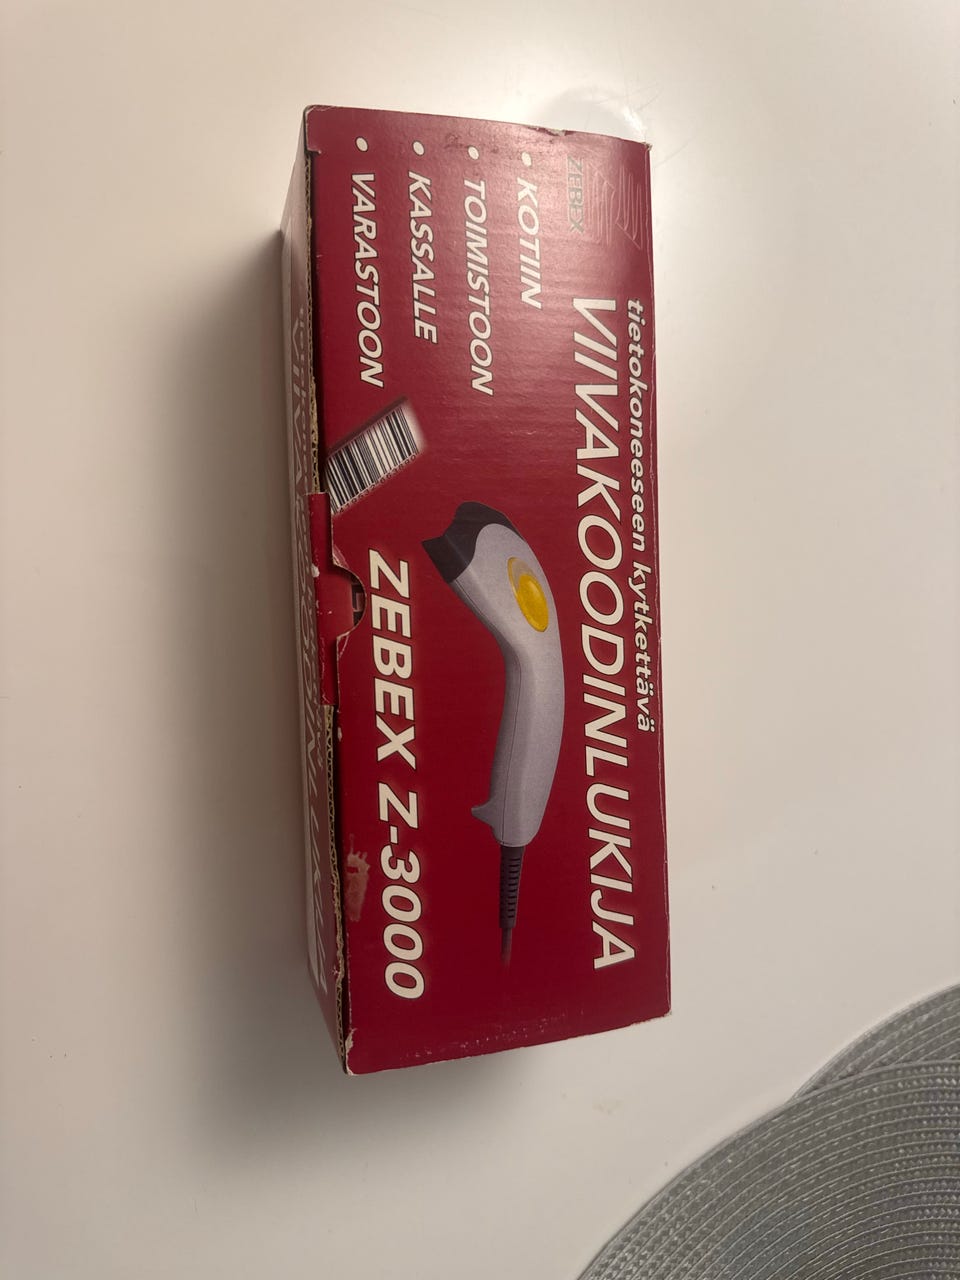 ZEBEX
tietokoneeseen kytkettävä
VIIVAKOODINLUKIJA
• KOTIIN
• TOIMISTOON
• KASSALLE
• VARASTOON
ZEBEX Z-3000